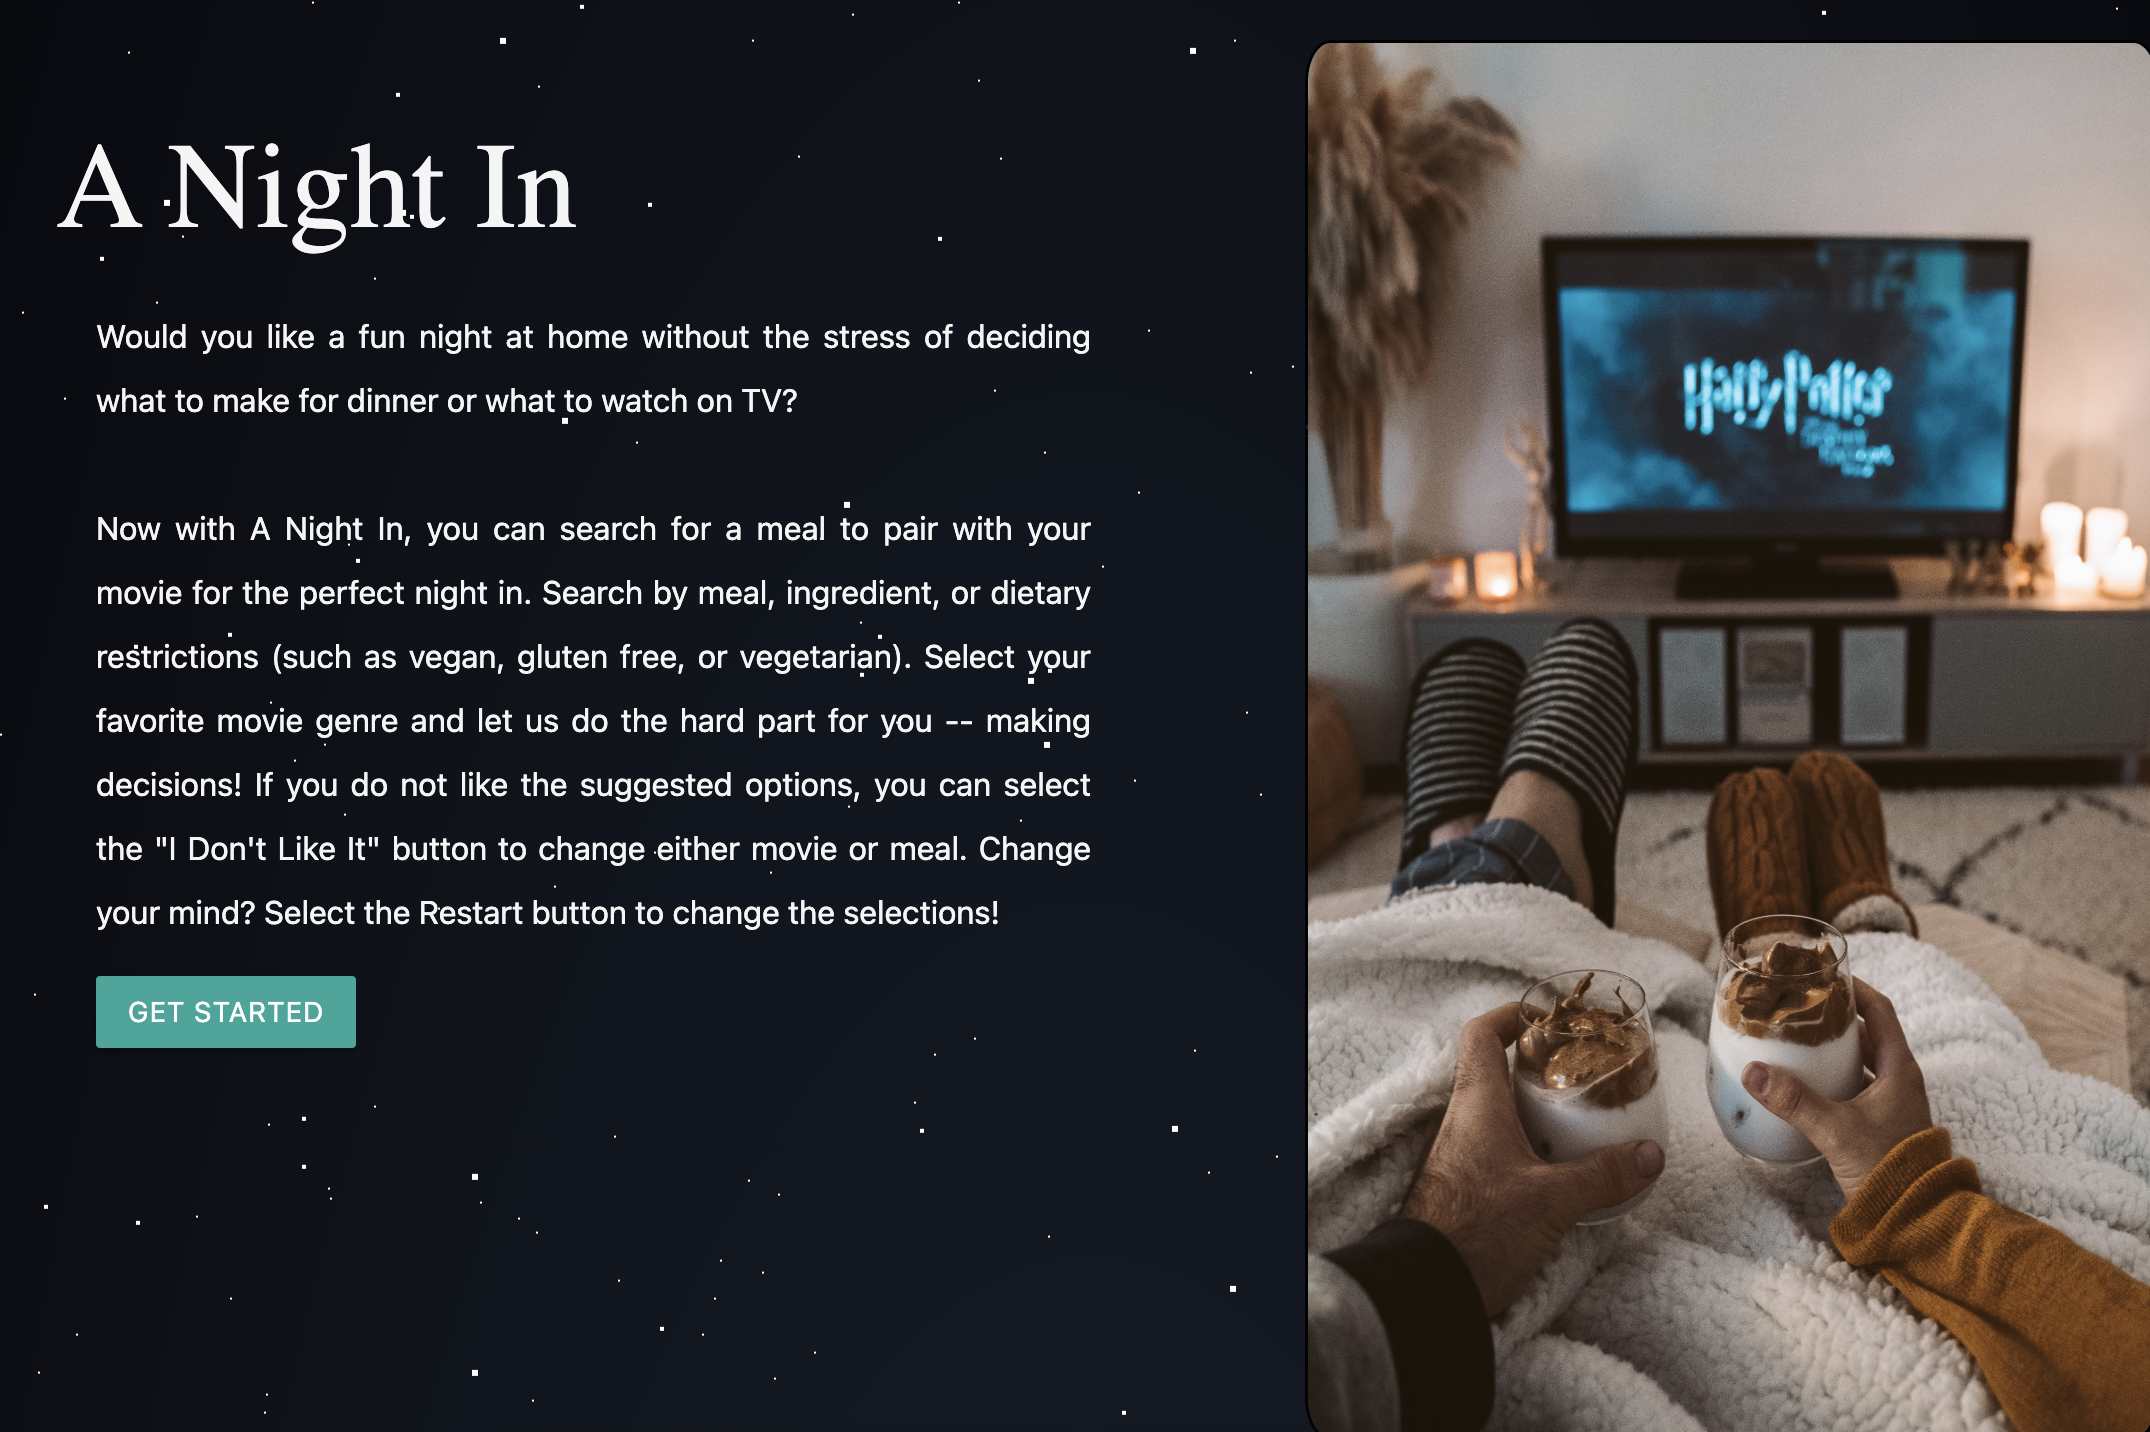 A Night In
Would you like a fun night at home without the stress of deciding
what to make for dinner or what to watch on TV?
Now with A Night In, you can search for a meal to pair with your
movie for the perfect night in. Search by meal, ingredient, or dietary
restrictions (such as vegan, gluten free, or vegetarian). Select your
favorite movie genre and let us do the hard part for you -- making
decisions! If you do not like the suggested options, you can select
the "I Don't Like It" button to change either movie or meal. Change
your mind? Select the Restart button to change the selections!
GET STARTED
Harry Potter